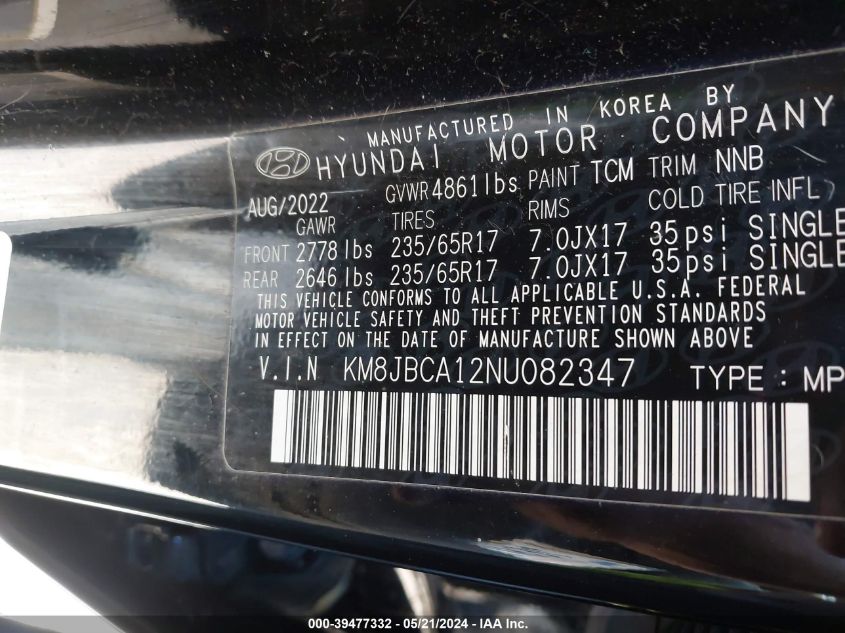 MANUFACTURED IN KOREA BY
HYUNDAI MOTOR COMPANY
AUG/2022 GVWR 4861lbs PAINT TCM TRIM NNB
GAWR TIRES RIMS COLD TIRE INFL
FRONT 2778 lbs 235/65R17 7.0JX17 35psi SINGLE
REAR 2646 lbs 235/65R17 7.0JX17 35psi SINGLE
THIS VEHICLE CONFORMS TO ALL APPLICABLE U.S.A. FEDERAL
MOTOR VEHICLE SAFETY AND THEFT PREVENTION STANDARDS
IN EFFECT ON THE DATE OF MANUFACTURE SHOWN ABOVE
V.I.N KM8JBCA12NU082347 TYPE : MP
000-39477332 - 05/21/2024 - IAA Inc.